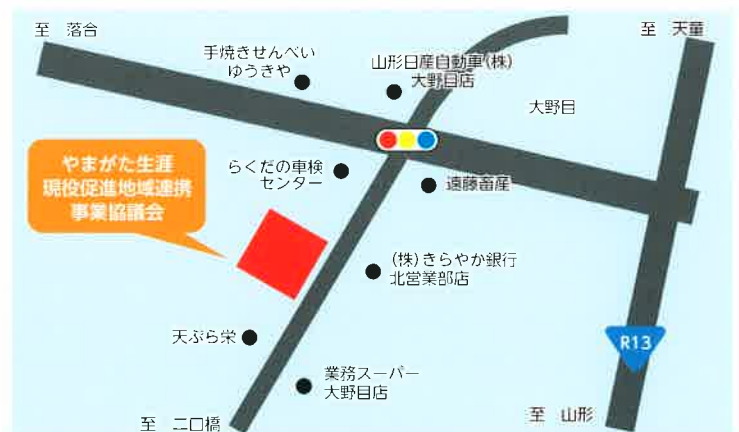 至 落合
至 天童
手焼きせんべい
ゆうきや
山形日産自動車(株)
大野目店
大野目
やまがた生涯
現役促進地域連携
事業協議会
らくだの車検
センター
遠藤畜産
(株)きらやか銀行
北営業部店
天ぷら栄
R13
業務スーパー
大野目店
至 二口橋
至 山形